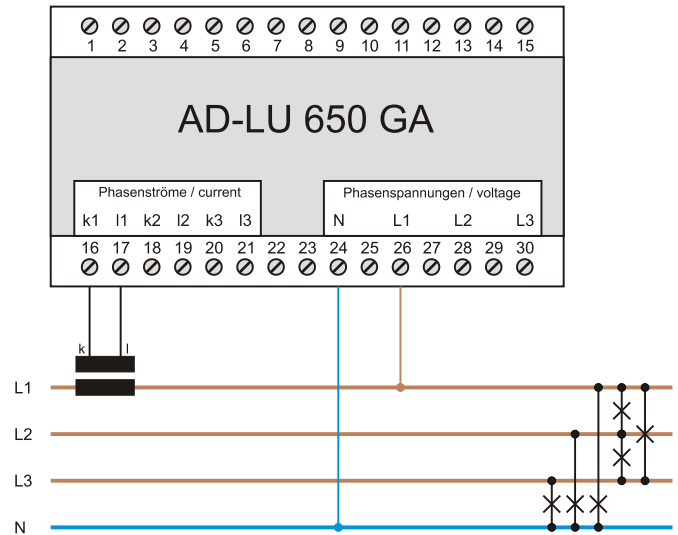 1 2 3 4 5 6 7 8 9 10 11 12 13 14 15
AD-LU 650 GA
Phasenströme / current
Phasenspannungen / voltage
k1 l1 k2 l2 k3 l3
N L1 L2 L3
16 17 18 19 20 21 22 23 24 25 26 27 28 29 30
k l
L1
L2
L3
N